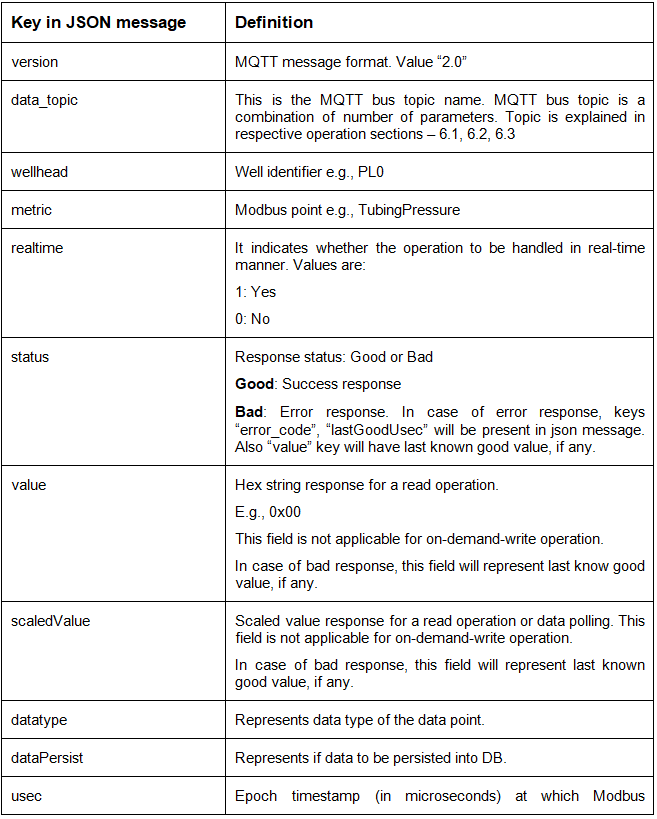 Key in JSON message
Definition
version
MQTT message format. Value “2.0”
data_topic
This is the MQTT bus topic name. MQTT bus topic is a
combination of number of parameters. Topic is explained in
respective operation sections – 6.1, 6.2, 6.3
wellhead
Well identifier e.g., PL0
metric
Modbus point e.g., TubingPressure
realtime
It indicates whether the operation to be handled in real-time
manner. Values are:
1: Yes
0: No
status
Response status: Good or Bad
Good: Success response
Bad: Error response. In case of error response, keys
“error_code”, “lastGoodUsec” will be present in json message.
Also “value” key will have last known good value, if any.
value
Hex string response for a read operation.
E.g., 0x00
This field is not applicable for on-demand-write operation.
In case of bad response, this field will represent last know good
value, if any.
scaledValue
Scaled value response for a read operation or data polling. This
field is not applicable for on-demand-write operation.
In case of bad response, this field will represent last known
good value, if any.
datatype
Represents data type of the data point.
dataPersist
Represents if data to be persisted into DB.
usec
Epoch timestamp (in microseconds) at which Modbus